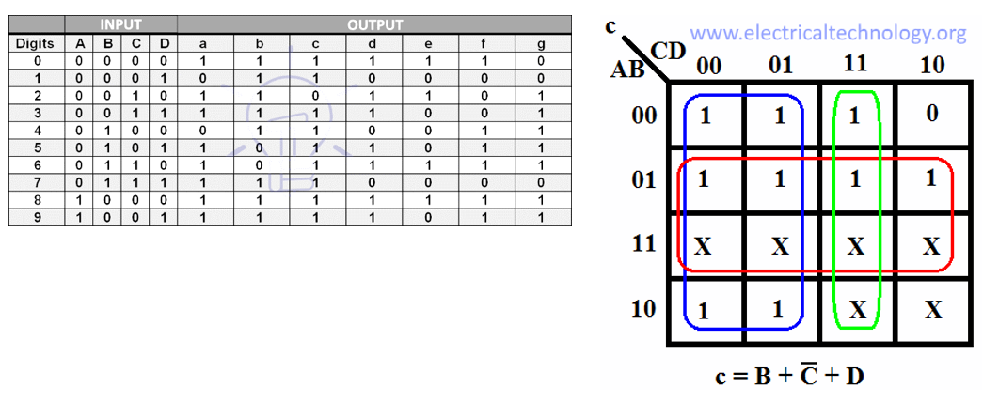 INPUT OUTPUT
Digits A B C D a b c d e f g
0 0 0 0 0 1 1 1 1 1 1 0
1 0 0 0 1 0 1 1 0 0 0 0
2 0 0 1 0 1 1 0 1 1 0 1
3 0 0 1 1 1 1 1 1 0 0 1
4 0 1 0 0 0 1 1 0 0 1 1
5 0 1 0 1 1 0 1 1 0 1 1
6 0 1 1 0 1 0 1 1 1 1 1
7 0 1 1 1 1 1 1 0 0 0 0
8 1 0 0 0 1 1 1 1 1 1 1
9 1 0 0 1 1 1 1 1 0 1 1
www.electricaltechnology.org
c
CD
AB 00 01 11 10
00 1 1 1 0
01 1 1 1 1
11 X X X X
10 1 1 X X
c = B + C̅ + D